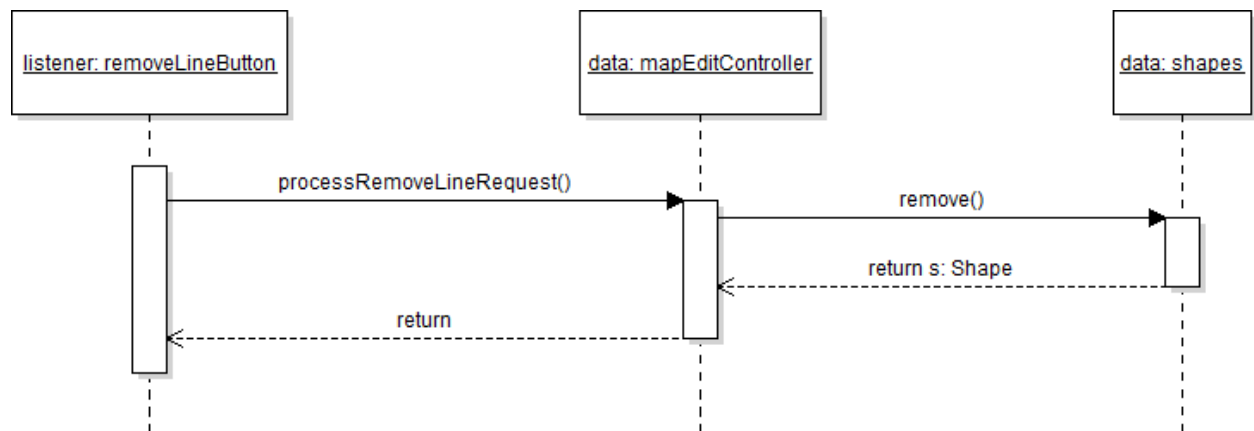 listener: removeLineButton
data: mapEditController
data: shapes
processRemoveLineRequest()
remove()
return s: Shape
return